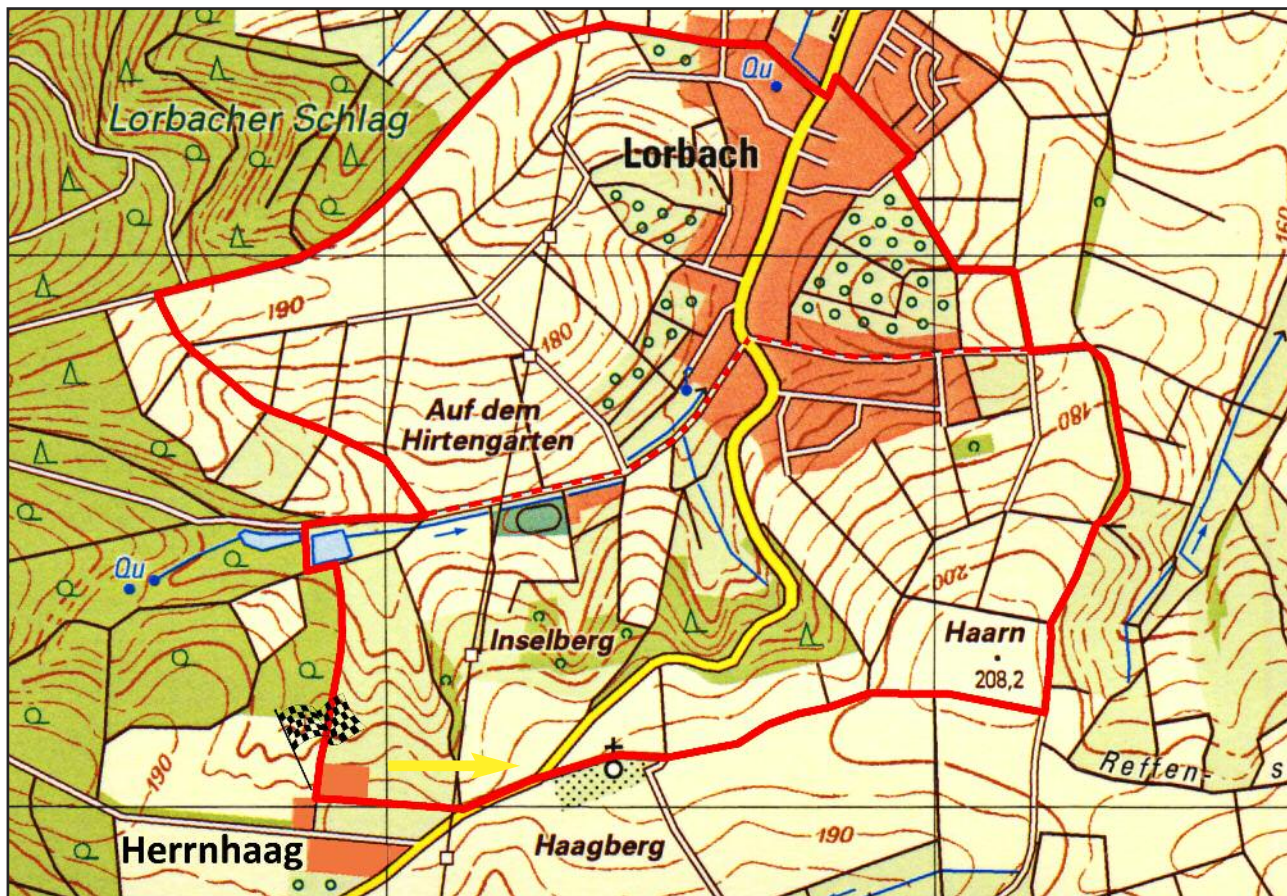 Qu
Lorbacher Schlag
Lorbach
160
190
180
Auf dem
Hirtengärten
180
Qu
200
Inselberg
Haarn
208,2
190
Reffen-
s
Herrnhaag
Haagberg
190